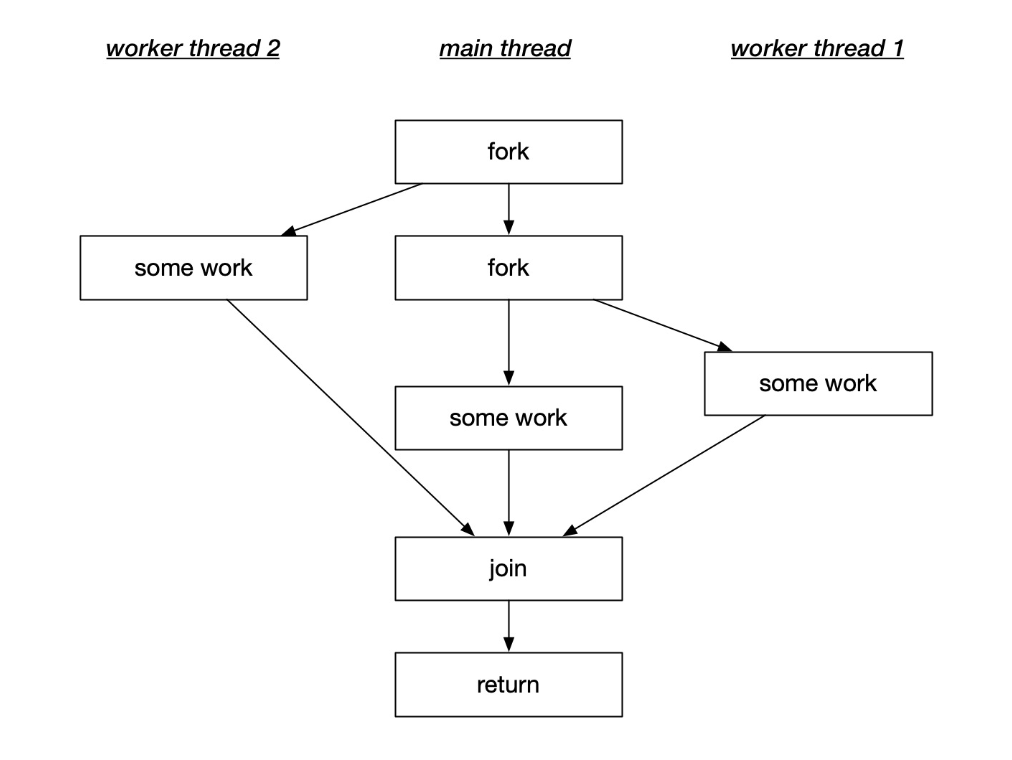 worker thread 2
main thread
worker thread 1
fork
some work
fork
some work
some work
join
return